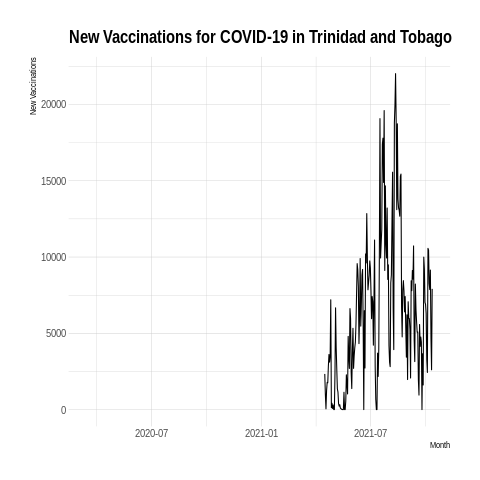 New Vaccinations for COVID-19 in Trinidad and Tobago
New Vaccinations
20000
15000
10000
5000
0
2020-07
2021-01
2021-07
Month